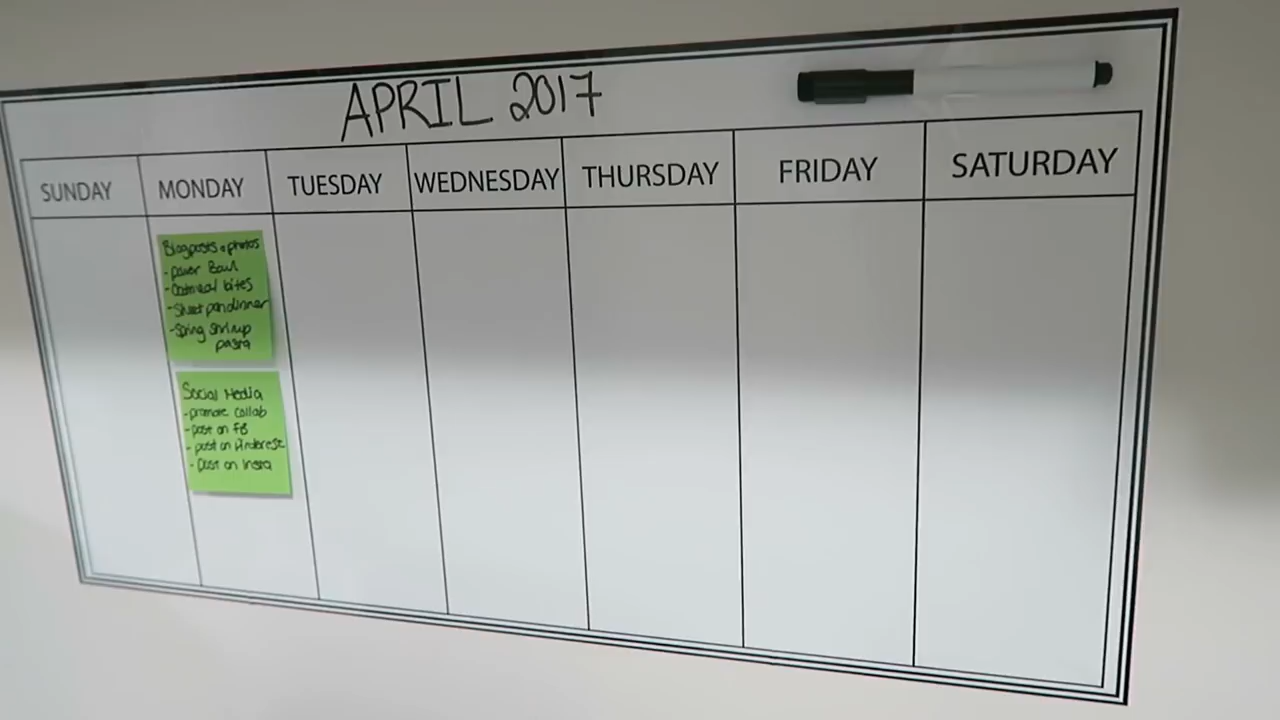 APRIL 2017
SUNDAY MONDAY TUESDAY WEDNESDAY THURSDAY FRIDAY SATURDAY
Blogposts + photos
- power Bowl
- Oatmeal bites
- Sheet pan dinner
- Spring shrimp
pasta
Social Media
- promote collab
- post on FB
- post on Pinterest
- post on Insta